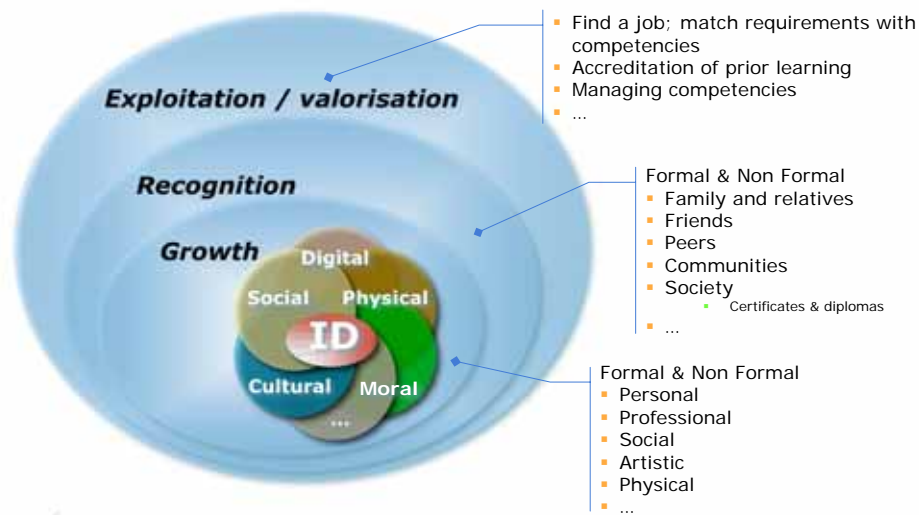 Find a job; match requirements with
competencies
Accreditation of prior learning
Managing competencies
...
Exploitation / valorisation
Recognition
Growth
Formal & Non Formal
Family and relatives
Friends
Peers
Communities
Society
Certificates & diplomas
...
Digital
Social
Physical
ID
Cultural
Moral
...
Formal & Non Formal
Personal
Professional
Social
Artistic
Physical
...